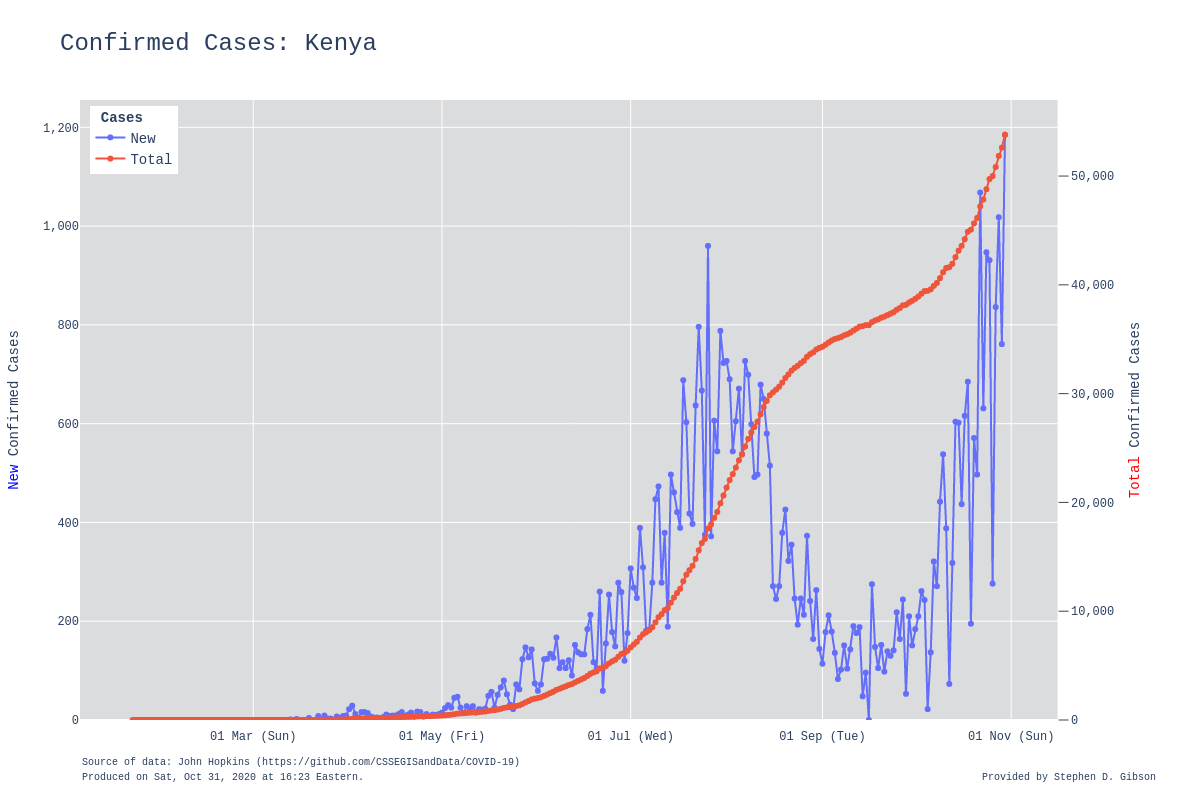 Confirmed Cases: Kenya
Cases
New
Total
1,200
1,000
800
600
400
200
0
50,000
40,000
30,000
20,000
10,000
0
New Confirmed Cases
Total Confirmed Cases
01 Mar (Sun)
01 May (Fri)
01 Jul (Wed)
01 Sep (Tue)
01 Nov (Sun)
Source of data: John Hopkins (https://github.com/CSSEGISandData/COVID-19)
Produced on Sat, Oct 31, 2020 at 16:23 Eastern.
Provided by Stephen D. Gibson